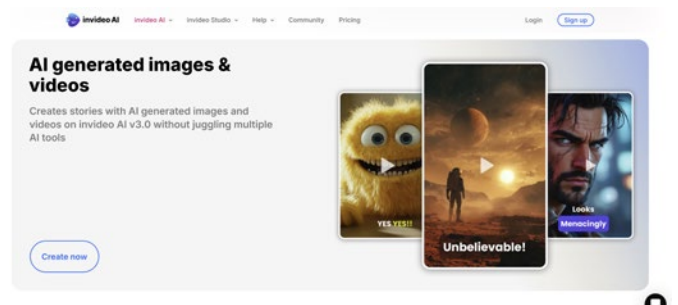 invideo AI
invideo AI
invideo Studio
Help
Community
Pricing
Login
Sign up
AI generated images &
videos
Creates stories with AI generated images and
videos on invideo AI v3.0 without juggling multiple
AI tools
YES YES!!
Unbelievable!
Looks
Menacingly
Create now